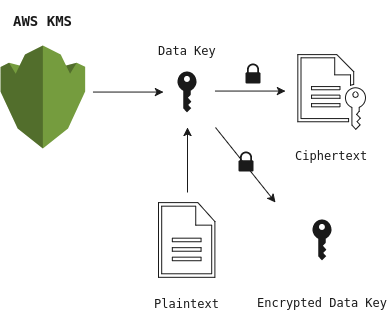 AWS KMS
Data Key
Ciphertext
Plaintext
Encrypted Data Key